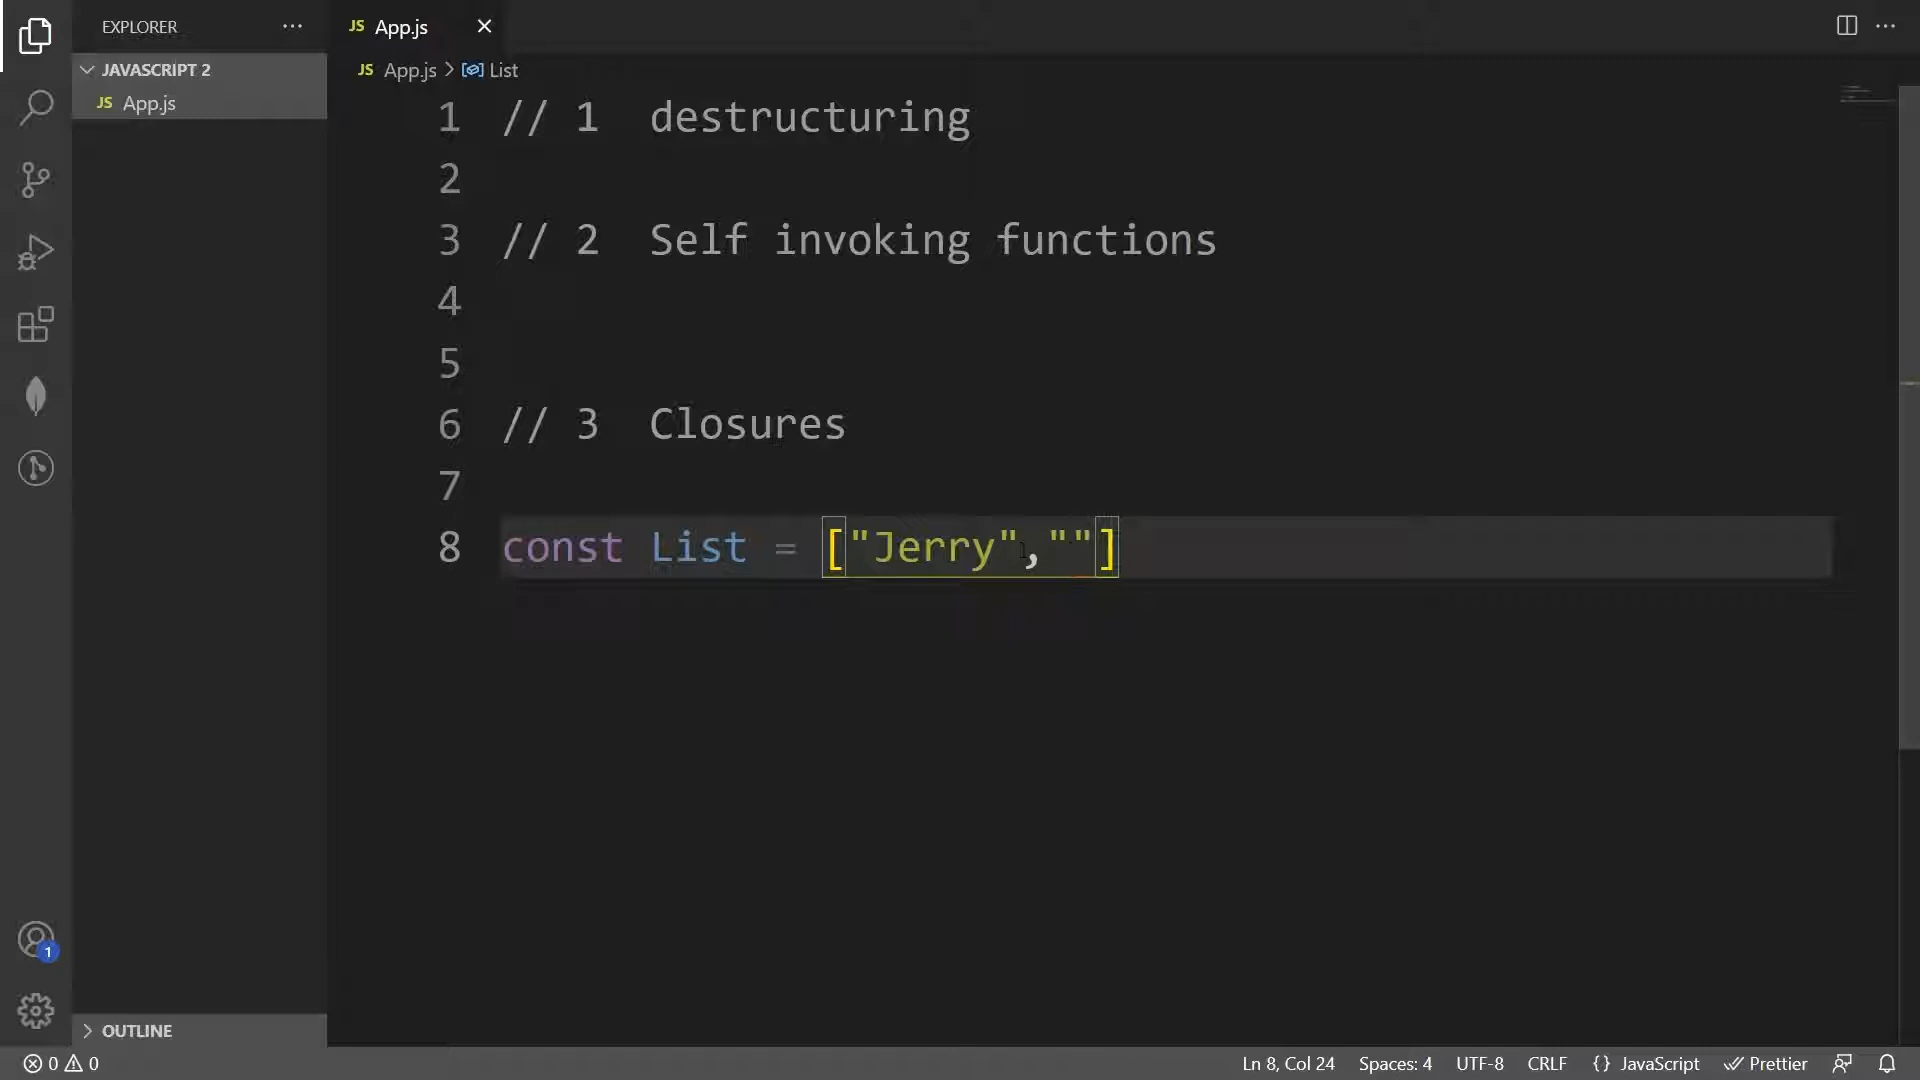 EXPLORER ...
JS App.js
JS App.js > List
JAVASCRIPT 2
JS App.js
1 // 1  destructuring
2
3 // 2  Self invoking functions
4
5
6 // 3  Closures
7
8 const List = ["Jerry",""]
1
OUTLINE
0 0
Ln 8, Col 24 Spaces: 4 UTF-8 CRLF {} JavaScript Prettier